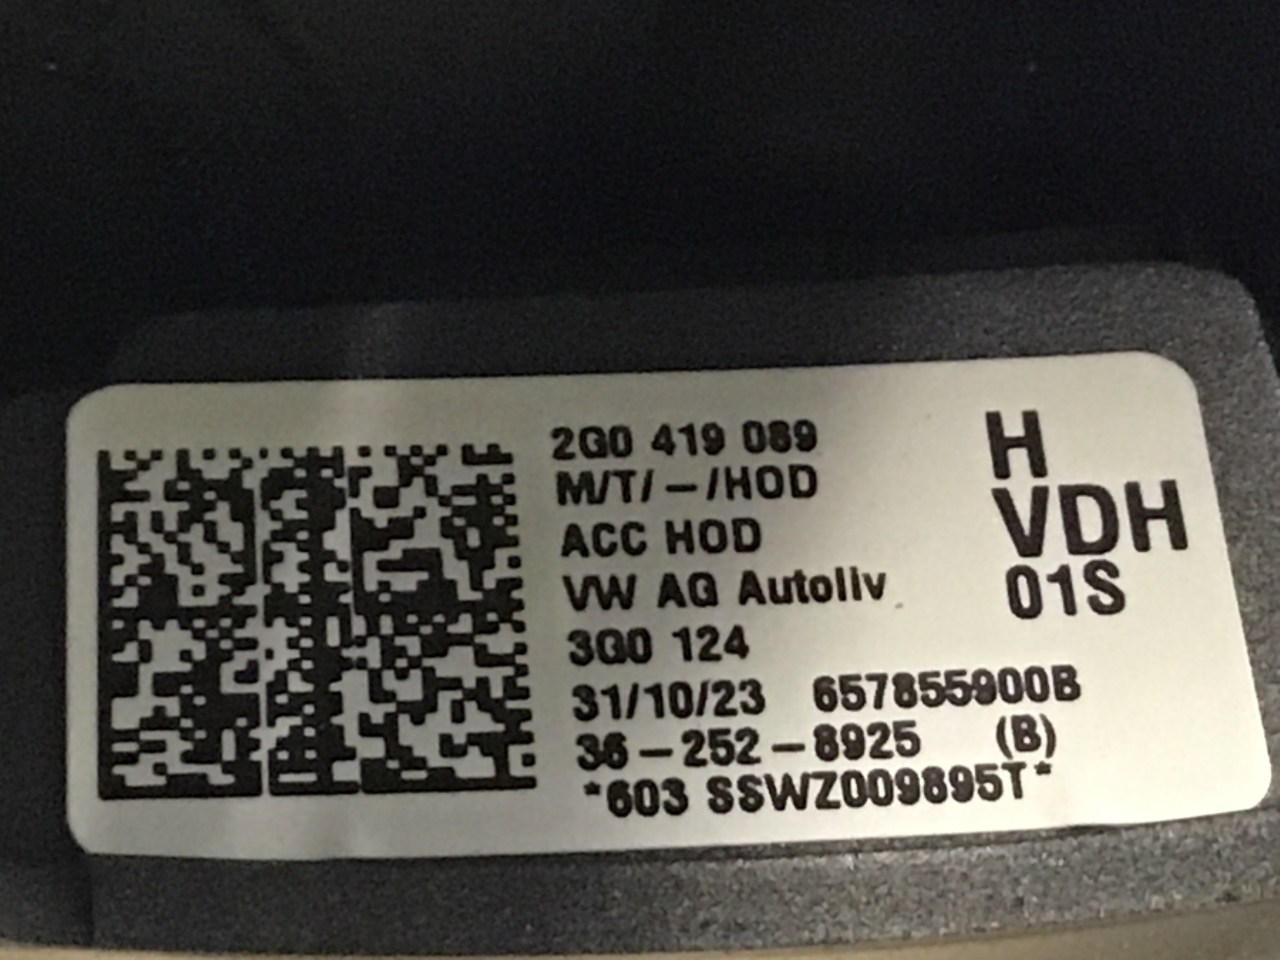 2G0 419 089
M/T/-/HOD
ACC HOD
VW AG Autoliv
3G0 124
31/10/23 657855900B
36-252-8925 (B)
*603 SSWZ009895T*
H
VDH
01S